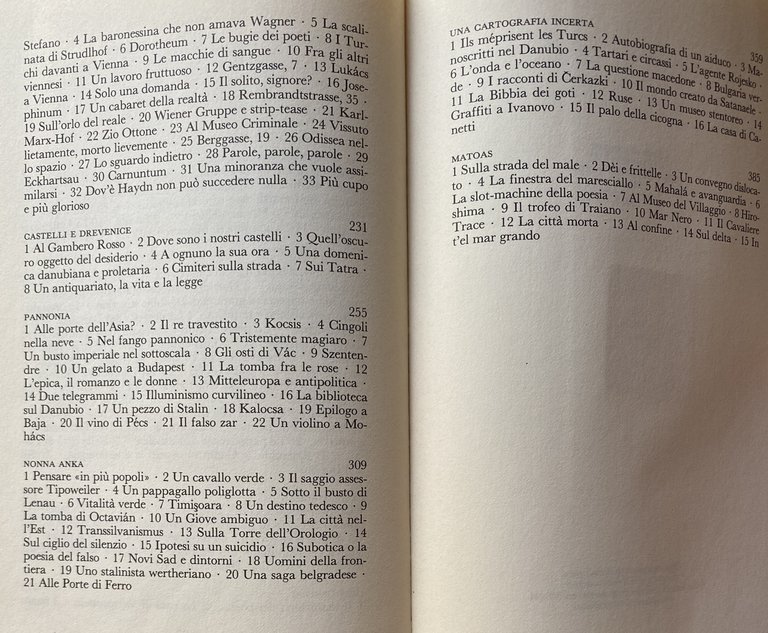 Stefano · 4 La baronessina che non amava Wagner · 5 La scali-
nata di Strudlhof · 6 Dorotheum · 7 Le bugie dei poeti · 8 I Tur-
chi davanti a Vienna · 9 Le macchie di sangue · 10 Fra gli altri
viennesi · 11 Un lavoro fruttuoso · 12 Gentzgasse, 7 · 13 Lukács
a Vienna · 14 Solo una domanda · 15 Il solito, signore? · 16 Jose-
phinum · 17 Un cabaret della realtà · 18 Rembrandtstrasse, 35 ·
19 Sull'orlo del reale · 20 Wiener Gruppe e strip-tease · 21 Karl-
Marx-Hof · 22 Zio Ottone · 23 Al Museo Criminale · 24 Vissuto
lietamente, morto lievemente · 25 Berggasse, 19 · 26 Odissea nel-
lo spazio · 27 Lo sguardo indietro · 28 Parole, parole, parole · 29
Eckhartsau · 30 Carnuntum · 31 Una minoranza che vuole assi-
milarsi · 32 Dov'è Haydn non può succedere nulla · 33 Più cupo
e più glorioso
CASTELLI E DREVENICE 231
1 Al Gambero Rosso · 2 Dove sono i nostri castelli · 3 Quell'oscu-
ro oggetto del desiderio · 4 A ognuno la sua ora · 5 Una domeni-
ca danubiana e proletaria · 6 Cimiteri sulla strada · 7 Sui Tatra ·
8 Un antiquariato, la vita e la legge
PANNONIA 255
1 Alle porte dell'Asia? · 2 Il re travestito · 3 Kocsis · 4 Cingoli
nella neve · 5 Nel fango pannonico · 6 Tristemente magiaro · 7
Un busto imperiale nel sottoscala · 8 Gli osti di Vác · 9 Szenten-
dre · 10 Un gelato a Budapest · 11 La tomba fra le rose · 12
L'epica, il romanzo e le donne · 13 Mitteleuropa e antipolitica ·
14 Due telegrammi · 15 Illuminismo curvilineo · 16 La biblioteca
sul Danubio · 17 Un pezzo di Stalin · 18 Kalocsa · 19 Epilogo a
Baja · 20 Il vino di Pécs · 21 Il falso zar · 22 Un violino a Mo-
hács
NONNA ANKA 309
1 Pensare «in più popoli» · 2 Un cavallo verde · 3 Il saggio asses-
sore Tipoweiler · 4 Un pappagallo poliglotta · 5 Sotto il busto di
Lenau · 6 Vitalità verde · 7 Timişoara · 8 Un destino tedesco · 9
La tomba di Octavián · 10 Un Giove ambiguo · 11 La città nel-
l'Est · 12 Transsilvanismus · 13 Sulla Torre dell'Orologio · 14
Sul ciglio del silenzio · 15 Ipotesi su un suicidio · 16 Subotica o la
poesia del falso · 17 Novi Sad e dintorni · 18 Uomini della fron-
tiera · 19 Uno stalinista wertheriano · 20 Una saga belgradese ·
21 Alle Porte di Ferro
UNA CARTOGRAFIA INCERTA 359
1 Ils méprisent les Turcs · 2 Autobiografia di un aiduco · 3 Ma-
noscritti nel Danubio · 4 Tartari e circassi · 5 L'agente Rojesko
6 L'onda e l'oceano · 7 La questione macedone · 8 Bulgaria ver-
de · 9 I racconti di Čerkazki · 10 Il mondo creato da Satanaele ·
11 La Bibbia dei goti · 12 Ruse · 13 Un museo stentoreo · 14
Graffiti a Ivanovo · 15 Il palo della cicogna · 16 La casa di Ca-
netti
MATOAS 385
1 Sulla strada del male · 2 Dèi e frittelle · 3 Un convegno disloca-
to · 4 La finestra del maresciallo · 5 Mahalá e avanguardia · 6
La slot-machine della poesia · 7 Al Museo del Villaggio · 8 Hiro-
shima · 9 Il trofeo di Traiano · 10 Mar Nero · 11 Il Cavaliere
Trace · 12 La città morta · 13 Al confine · 14 Sul delta · 15 In
t'el mar grando